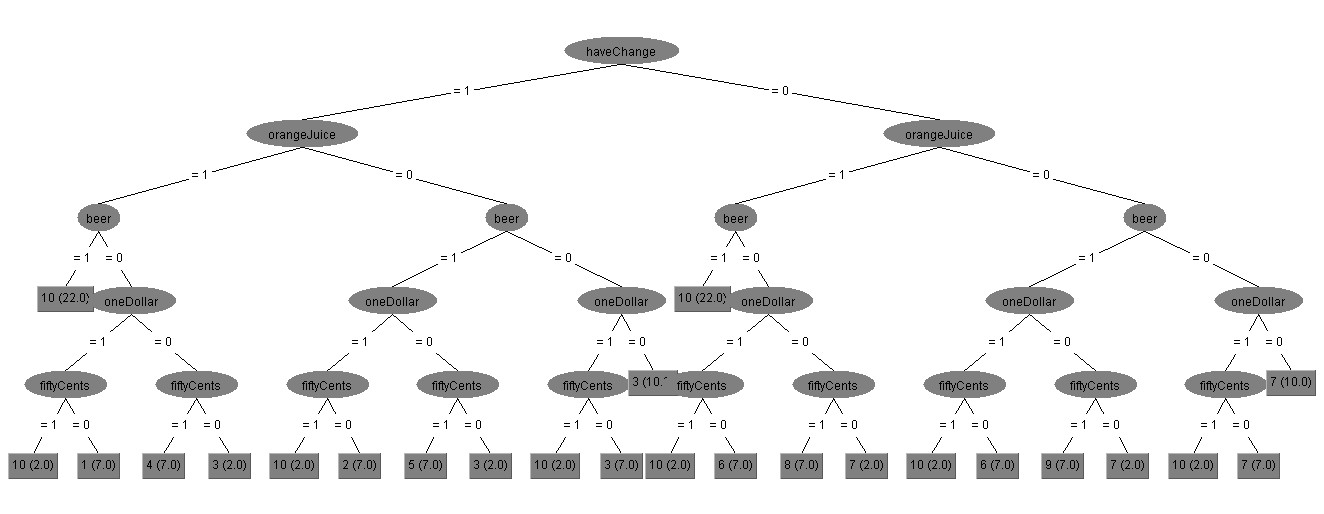 haveChange
= 1 = 0
orangeJuice orangeJuice
= 1 = 0 = 1 = 0
beer beer beer beer
= 1 = 0 = 1 = 0 = 1 = 0 = 1 = 0
10 (22.0) oneDollar oneDollar oneDollar 10 (22.0) oneDollar oneDollar oneDollar
= 1 = 0 = 1 = 0 = 1 = 0 = 1 = 0 = 1 = 0 = 1 = 0
fiftyCents fiftyCents fiftyCents fiftyCents fiftyCents 3 (10. fiftyCents fiftyCents fiftyCents fiftyCents fiftyCents 7 (10.0)
= 1 = 0 = 1 = 0 = 1 = 0 = 1 = 0 = 1 = 0 = 1 = 0 = 1 = 0 = 1 = 0 = 1 = 0 = 1 = 0
10 (2.0) 1 (7.0) 4 (7.0) 3 (2.0) 10 (2.0) 2 (7.0) 5 (7.0) 3 (2.0) 10 (2.0) 3 (7.0) 10 (2.0) 6 (7.0) 8 (7.0) 7 (2.0) 10 (2.0) 6 (7.0) 9 (7.0) 7 (2.0) 10 (2.0) 7 (7.0)